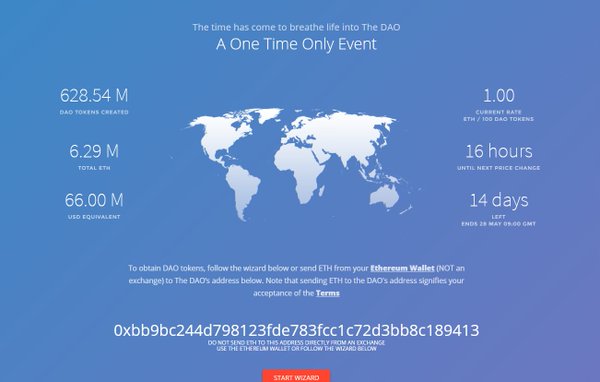 The time has come to breathe life into The DAO
A One Time Only Event
628.54 M
DAO TOKENS CREATED
6.29 M
TOTAL ETH
66.00 M
USD EQUIVALENT
1.00
CURRENT RATE
ETH / 100 DAO TOKENS
16 hours
UNTIL NEXT PRICE CHANGE
14 days
LEFT
ENDS 28 MAY 09:00 GMT
To obtain DAO tokens, follow the wizard below or send ETH from your Ethereum Wallet (NOT an
exchange) to The DAO's address below. Note that sending ETH to the DAO's address signifies your
acceptance of the Terms
0xbb9bc244d798123fde783fcc1c72d3bb8c189413
DO NOT SEND ETH TO THIS ADDRESS DIRECTLY FROM AN EXCHANGE
USE THE ETHEREUM WALLET OR FOLLOW THE WIZARD BELOW
START WIZARD